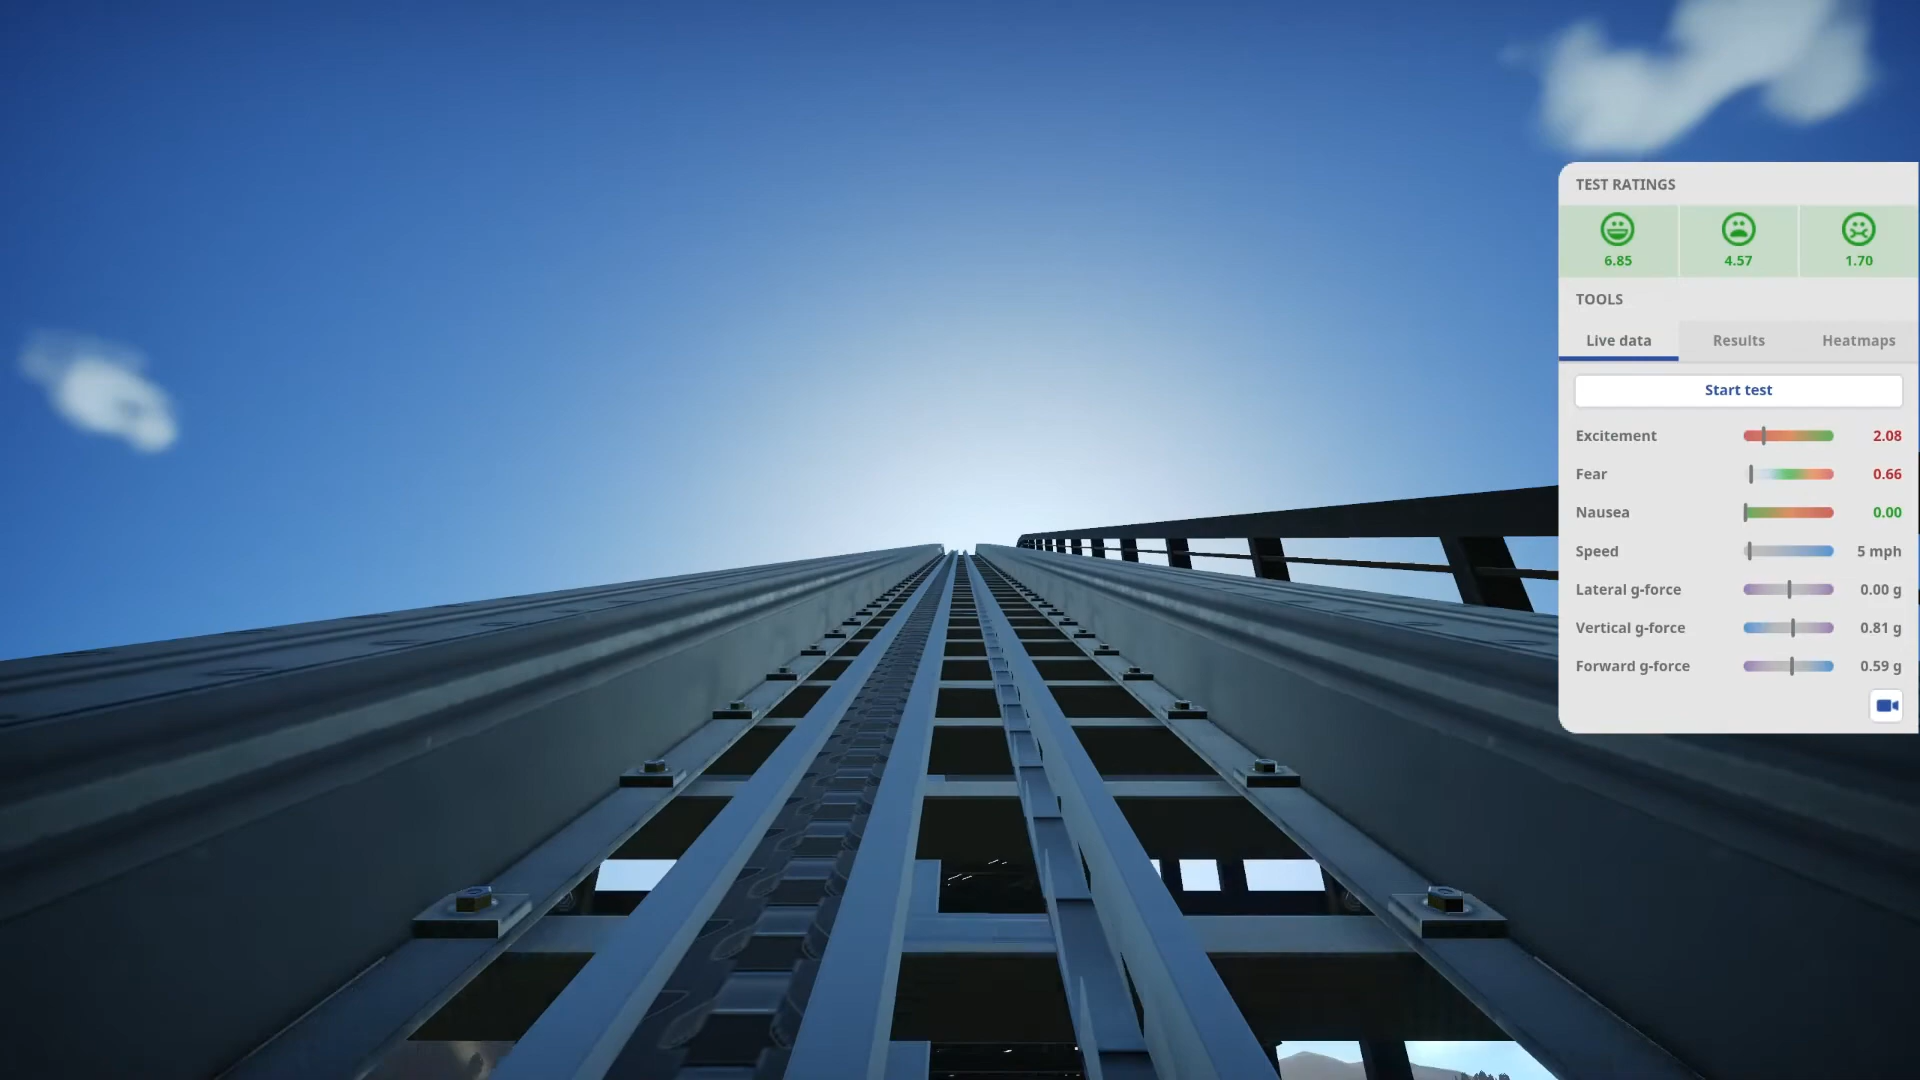 TEST RATINGS
6.85 4.57 1.70
TOOLS
Live data Results Heatmaps
Start test
Excitement 2.08
Fear 0.66
Nausea 0.00
Speed 5 mph
Lateral g-force 0.00 g
Vertical g-force 0.81 g
Forward g-force 0.59 g